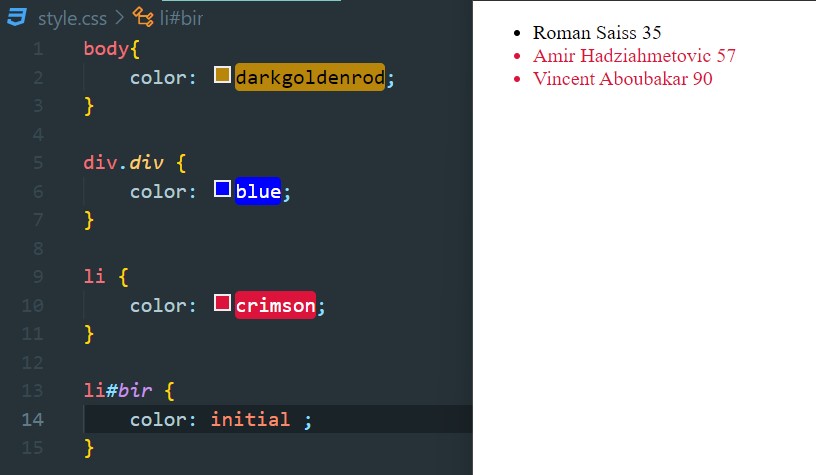 style.css > li#bir
1 body{
2 color: darkgoldenrod;
3 }
4
5 div.div {
6 color: blue;
7 }
8
9 li {
10 color: crimson;
11 }
12
13 li#bir {
14 color: initial ;
15 }
• Roman Saiss 35
• Amir Hadziahmetovic 57
• Vincent Aboubakar 90